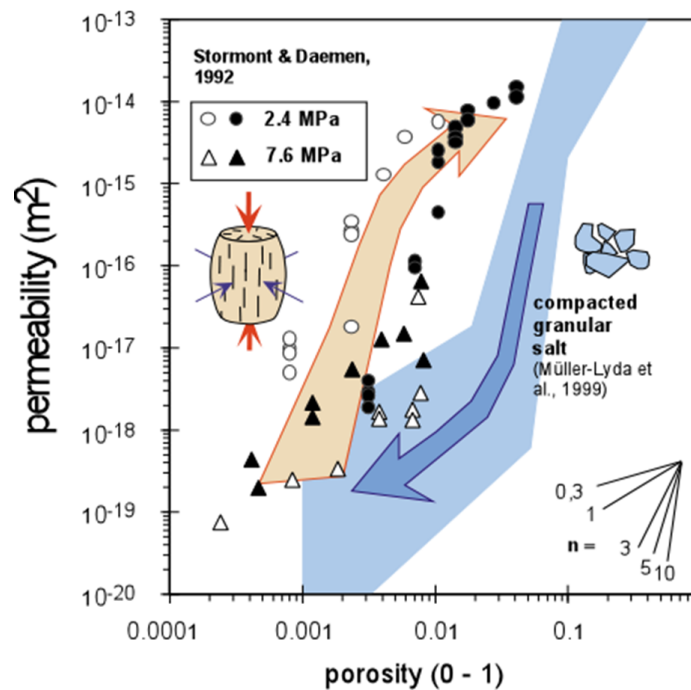 10-13
10-14
10-15
10-16
10-17
10-18
10-19
10-20
permeability (m2)
Stormont & Daemen,
1992
2.4 MPa
7.6 MPa
compacted
granular
salt
(Müller-Lyda et
al., 1999)
0,3
1
n =
3
5
10
0.0001
0.001
0.01
0.1
porosity (0 - 1)